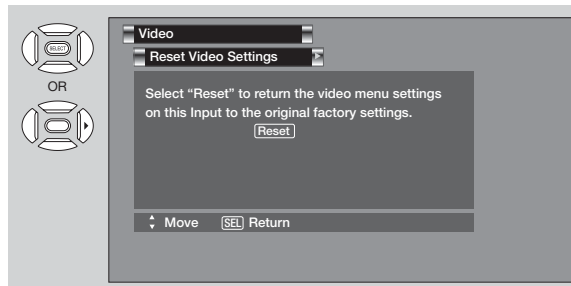 SELECT
OR
Video
Reset Video Settings
Select “Reset” to return the video menu settings
on this Input to the original factory settings.
Reset
Move SEL Return